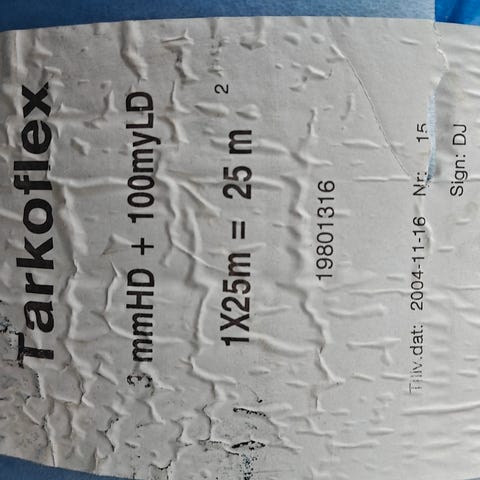 Tarkoflex
3 mmHD + 100myLD
1X25m = 25 m²
19801316
Tillv.dat: 2004-11-16 Nr: 15
Sign: DJ